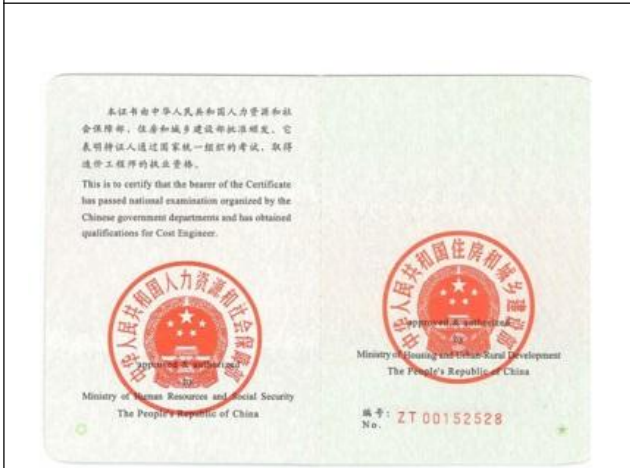 本证书由中华人民共和国人力资源和社
会保障部、住房和城乡建设部批准颁发。它
表明持证人通过国家统一组织的考试，取得
造价工程师的执业资格。
This is to certify that the bearer of the Certificate
has passed national examination organized by the
Chinese government departments and has obtained
qualifications for Cost Engineer.
中华人民共和国人力资源和社会保障部
approved & authorized
by
Ministry of Human Resources and Social Security
The People's Republic of China
中华人民共和国住房和城乡建设部
approved & authorized
by
Ministry of Housing and Urban-Rural Development
The People's Republic of China
编号:
No. ZT 00152528